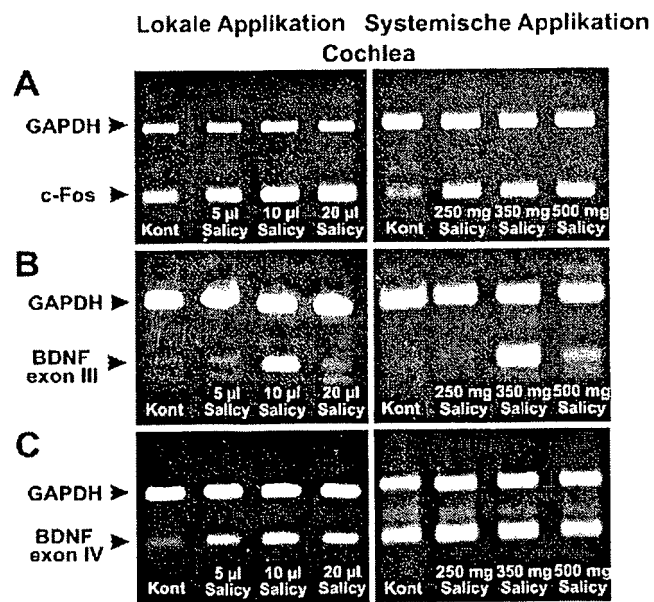 Lokale Applikation Systemische Applikation
Cochlea
A
GAPDH
c-Fos
Kont 5 µl Salicy 10 µl Salicy 20 µl Salicy
Kont 250 mg Salicy 350 mg Salicy 500 mg Salicy
B
GAPDH
BDNF
exon III
Kont 5 µl Salicy 10 µl Salicy 20 µl Salicy
Kont 250 mg Salicy 350 mg Salicy 500 mg Salicy
C
GAPDH
BDNF
exon IV
Kont 5 µl Salicy 10 µl Salicy 20 µl Salicy
Kont 250 mg Salicy 350 mg Salicy 500 mg Salicy